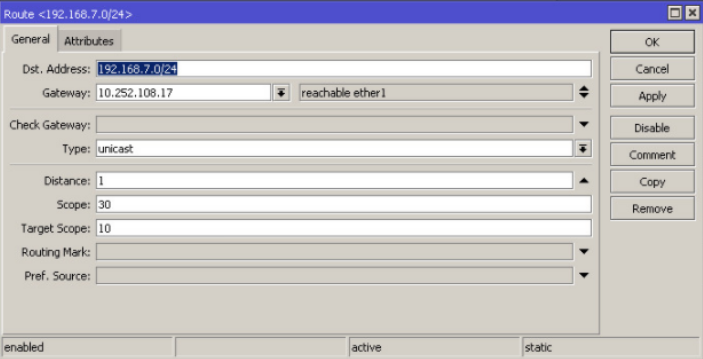 Route <192.168.7.0/24>
General Attributes
Dst. Address: 192.168.7.0/24
Gateway: 10.252.108.17 reachable ether1
Check Gateway:
Type: unicast
Distance: 1
Scope: 30
Target Scope: 10
Routing Mark:
Pref. Source:
OK
Cancel
Apply
Disable
Comment
Copy
Remove
enabled active static